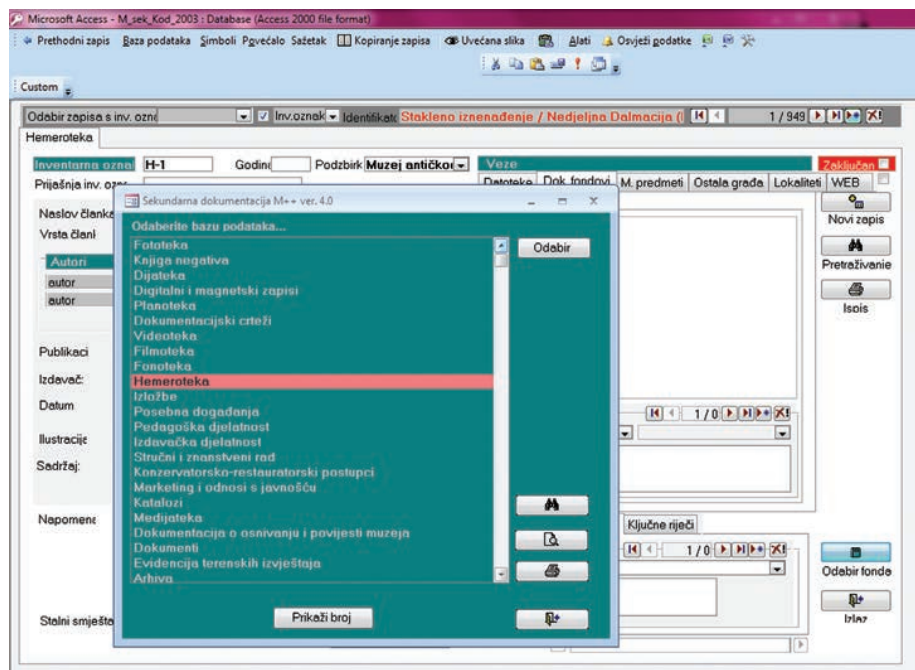 Microsoft Access - M_sek_Kod_2003 : Database (Access 2000 file format)
Prethodni zapis Baza podataka Simboli Pgvećalo Sažetak Kopiranje zapisa Uvećana slika Alati Osvježi podatke
Custom
Odabir zapisa s inv. ozn Inv.oznak Identifikat Stakleno iznenađenje / Nedjeljna Dalmacija ( 1 / 949
Hemeroteka
Inventarna oznal H-1 Godin Podzbirk Muzej antičko Veze Zaključan
Prijašnja inv. Datoteke Dok. fondovi M. predmeti Ostala građa Lokaliteti WEB
Sekundarna dokumentacija M++ ver. 4.0
Naslov članka
Novi zapis
Odaberite bazu podataka...
Vrsta člank
Fototeka
Odabir
Knjiga negativa
Autori
Pretraživanje
Dijateka
autor
Digitalni i magnetski zapisi
autor
Planoteka
Ispis
Dokumentacijski crteži
Videoteka
Publikaci
Filmoteka
Fonoteka
Izdavač:
Hemeroteka
Izložbe
Datum
Posebna događanja
1 / 0
Pedagoška djelatnost
Ilustracije
Izdavačka djelatnost
Stručni i znanstveni rad
Sadržaj:
Konzervatorsko-restauratorski postupci
Marketing i odnosi s javnošću
Katalozi
Napomene
Medijateka
Ključne riječi
Dokumentacija o osnivanju i povijesti muzeja
Dokumenti
1 / 0
Evidencija terenskih izvještaja
Odabir fonda
Arhiva
Prikaži broj
Stalni smješta
Izlaz